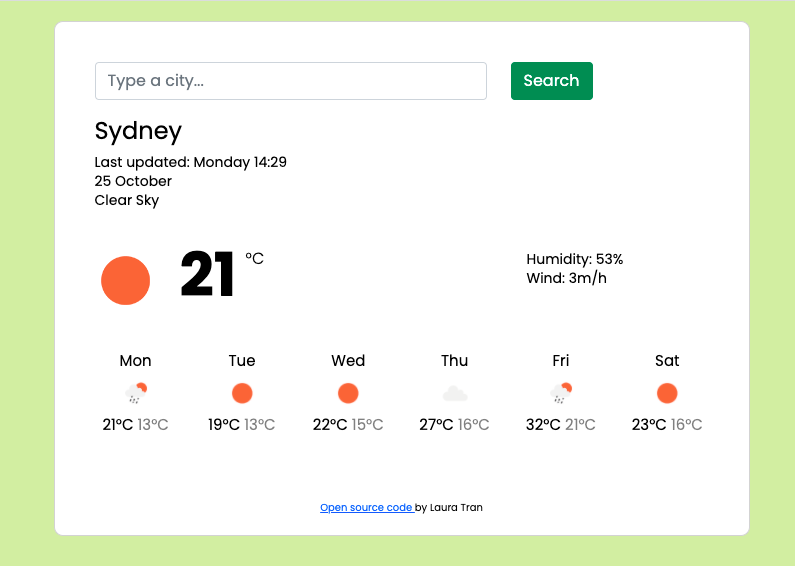 Type a city...
Search
Sydney
Last updated: Monday 14:29
25 October
Clear Sky
21 °C
Humidity: 53%
Wind: 3m/h
Mon Tue Wed Thu Fri Sat
21°C 13°C 19°C 13°C 22°C 15°C 27°C 16°C 32°C 21°C 23°C 16°C
Open source code by Laura Tran